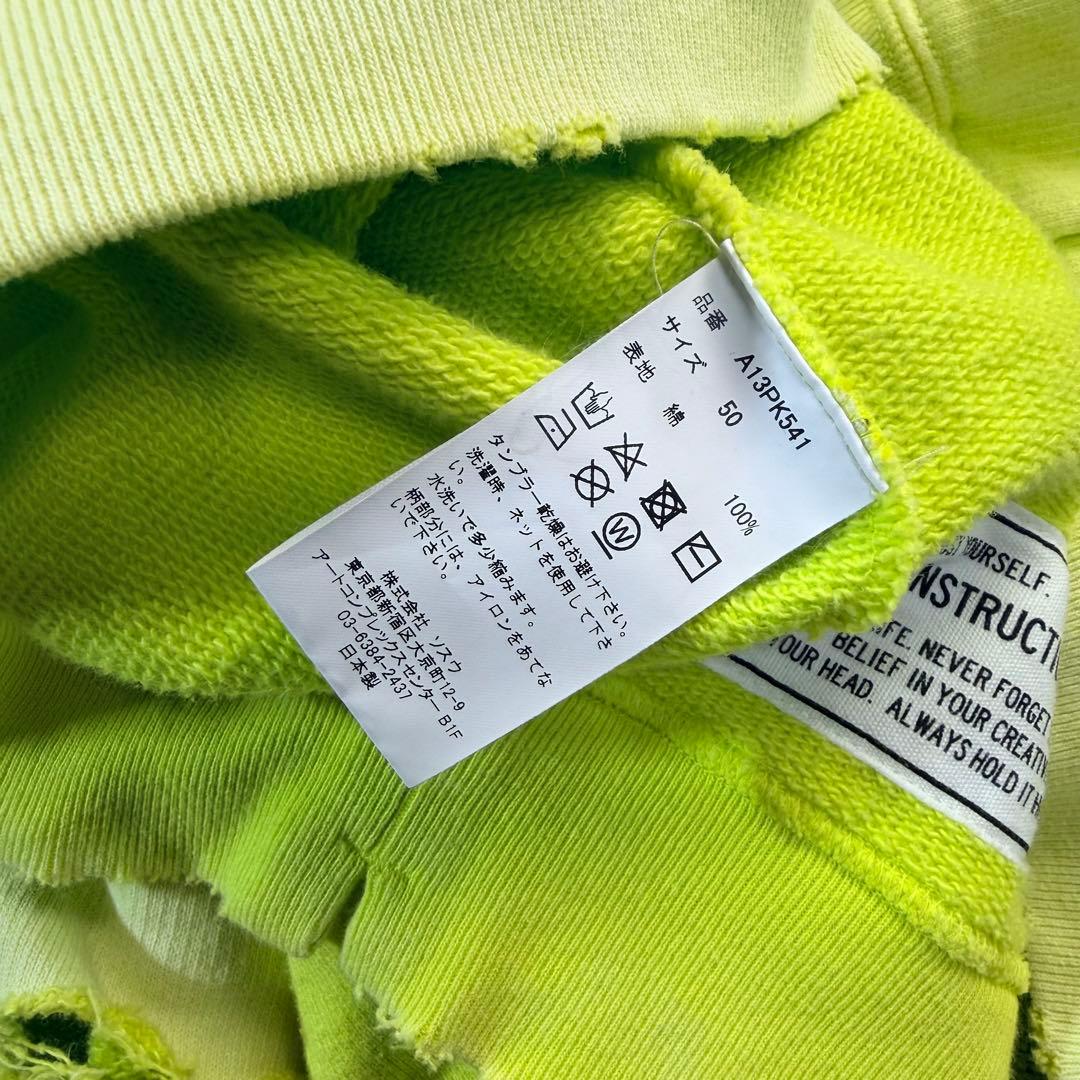 品番 A13PK541
サイズ 50
表地 綿 100%
W
タンブラー乾燥はお避け下さい。
洗濯時、ネットを使用して下さ
い。
水洗いで多少縮みます。
柄部分には、アイロンをあてな
いで下さい。
株式会社 ソスウ
東京都新宿区大京町12-9
アートコンプレックスセンター B1F
03-6384-2437
日本製
YOURSELF.
NSTRUCT
FE. NEVER FORGET
BELIEF IN YOUR CREATI
YOUR HEAD. ALWAYS HOLD IT H